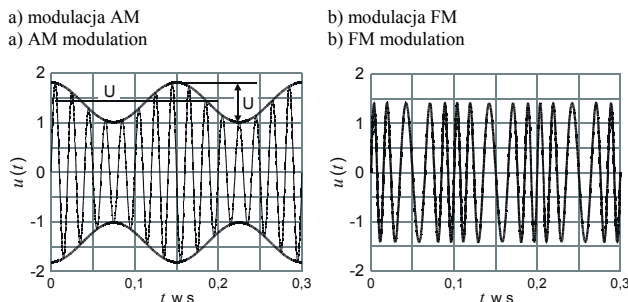 a) modulacja AM
a) AM modulation
b) modulacja FM
b) FM modulation
2
1
0
-1
-2
u(t)
U
U
0
0,1
0,2
0,3
t w s
2
1
0
-1
-2
u(t)
0
0,1
0,2
0,3
t w s